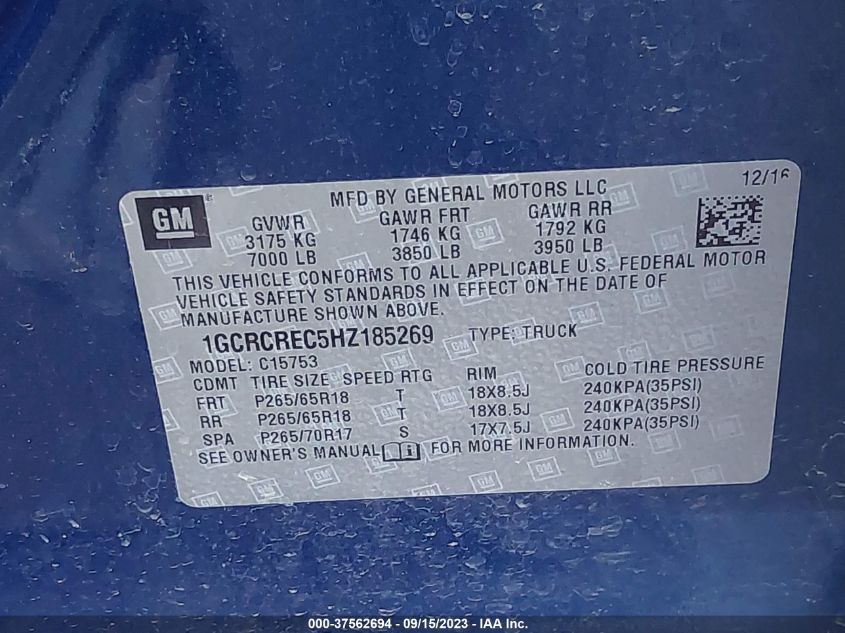 GM
MFD BY GENERAL MOTORS LLC
12/16
GVWR GAWR FRT GAWR RR
3175 KG 1746 KG 1792 KG
7000 LB 3850 LB 3950 LB
THIS VEHICLE CONFORMS TO ALL APPLICABLE U.S. FEDERAL MOTOR
VEHICLE SAFETY STANDARDS IN EFFECT ON THE DATE OF
MANUFACTURE SHOWN ABOVE.
1GCRCREC5HZ185269 TYPE: TRUCK
MODEL: C15753
CDMT TIRE SIZE SPEED RTG RIM COLD TIRE PRESSURE
FRT P265/65R18 T 18X8.5J 240KPA(35PSI)
RR P265/65R18 T 18X8.5J 240KPA(35PSI)
SPA P265/70R17 S 17X7.5J 240KPA(35PSI)
SEE OWNER'S MANUAL FOR MORE INFORMATION.
000-37562694 - 09/15/2023 - IAAI.com